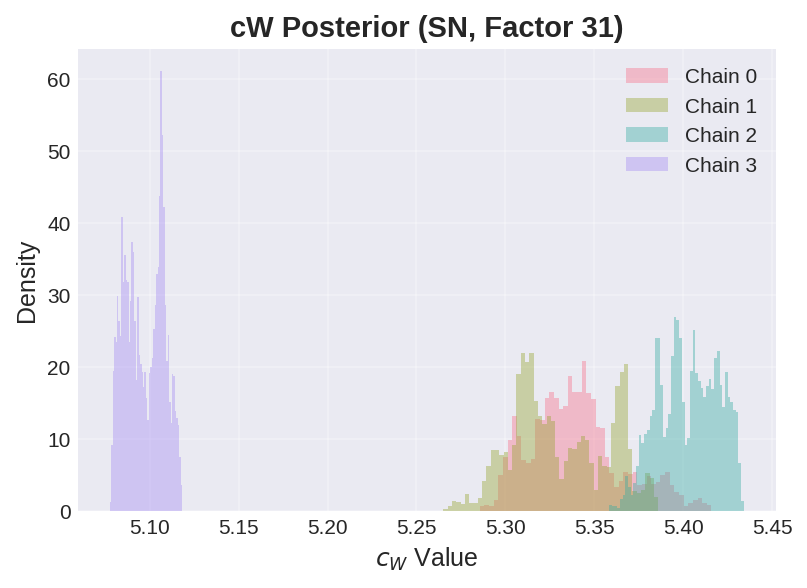 cW Posterior (SN, Factor 31)
Chain 0
Chain 1
Chain 2
Chain 3
Density
60
50
40
30
20
10
0
5.10 5.15 5.20 5.25 5.30 5.35 5.40 5.45
cW Value